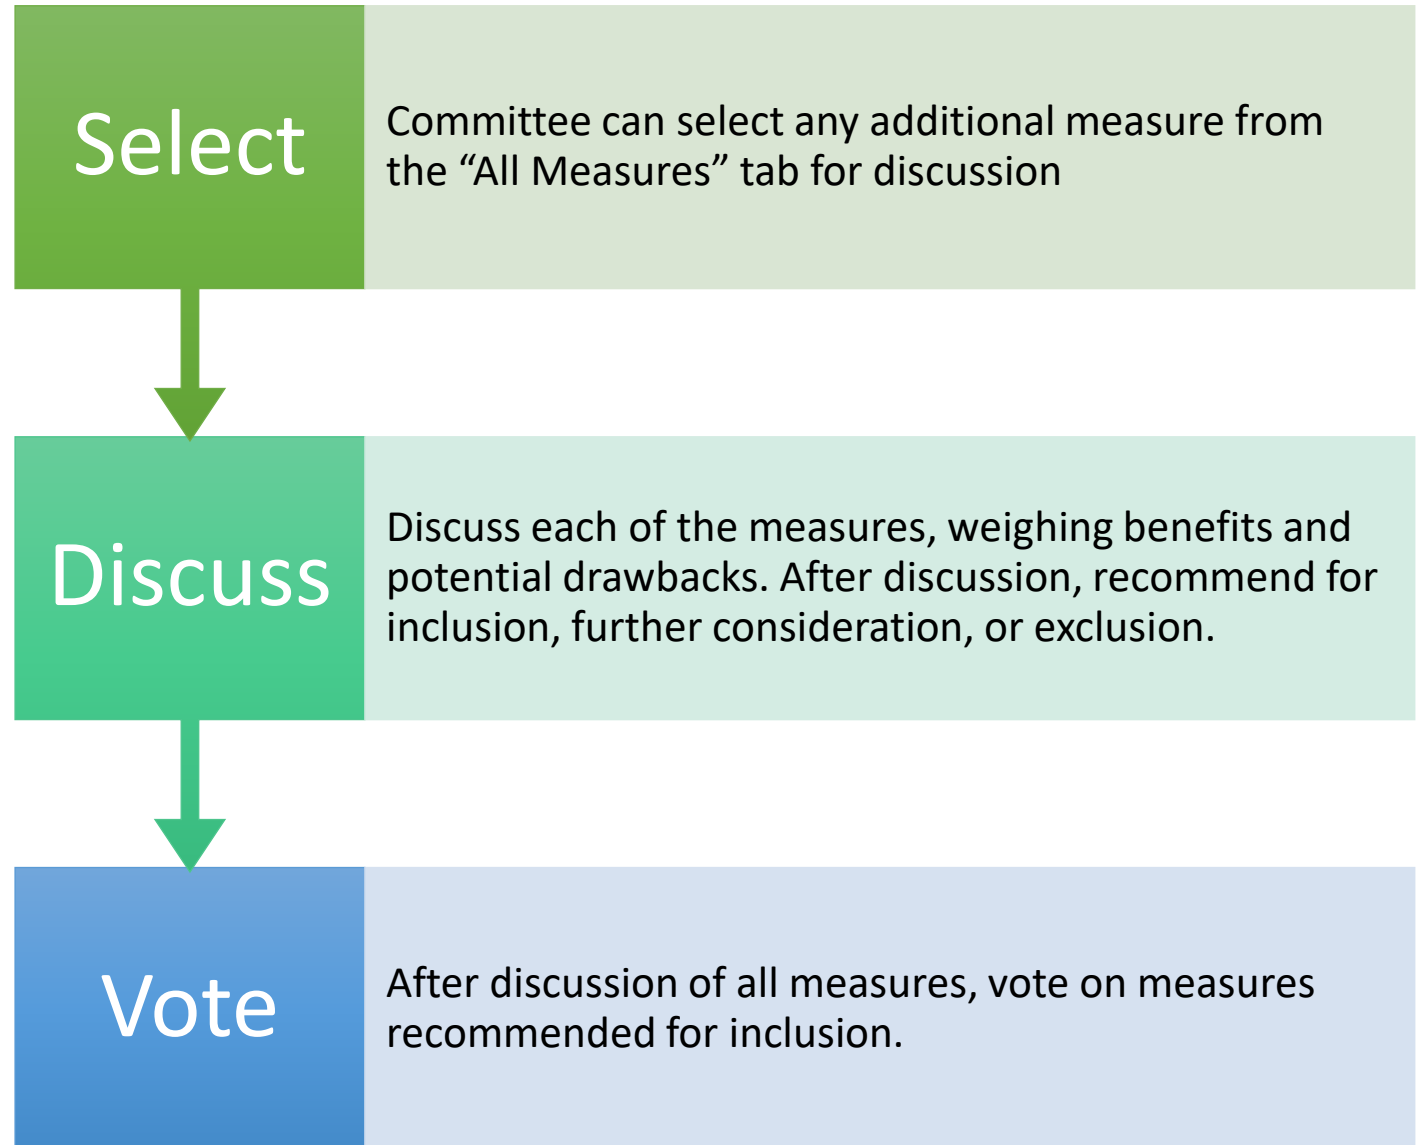 Select
Committee can select any additional measure from
the “All Measures” tab for discussion
Discuss
Discuss each of the measures, weighing benefits and
potential drawbacks. After discussion, recommend for
inclusion, further consideration, or exclusion.
Vote
After discussion of all measures, vote on measures
recommended for inclusion.